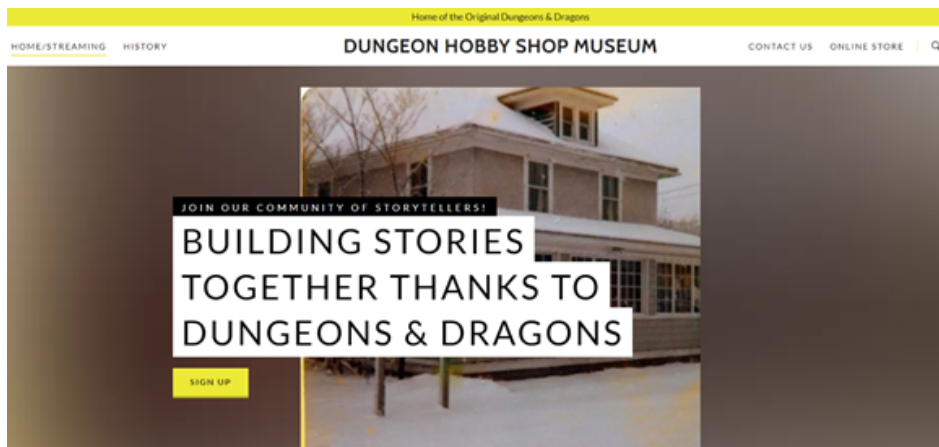 Home of the Original Dungeons & Dragons
HOME/STREAMING HISTORY DUNGEON HOBBY SHOP MUSEUM CONTACT US ONLINE STORE
JOIN OUR COMMUNITY OF STORYTELLERS!
BUILDING STORIES
TOGETHER THANKS TO
DUNGEONS & DRAGONS
SIGN UP